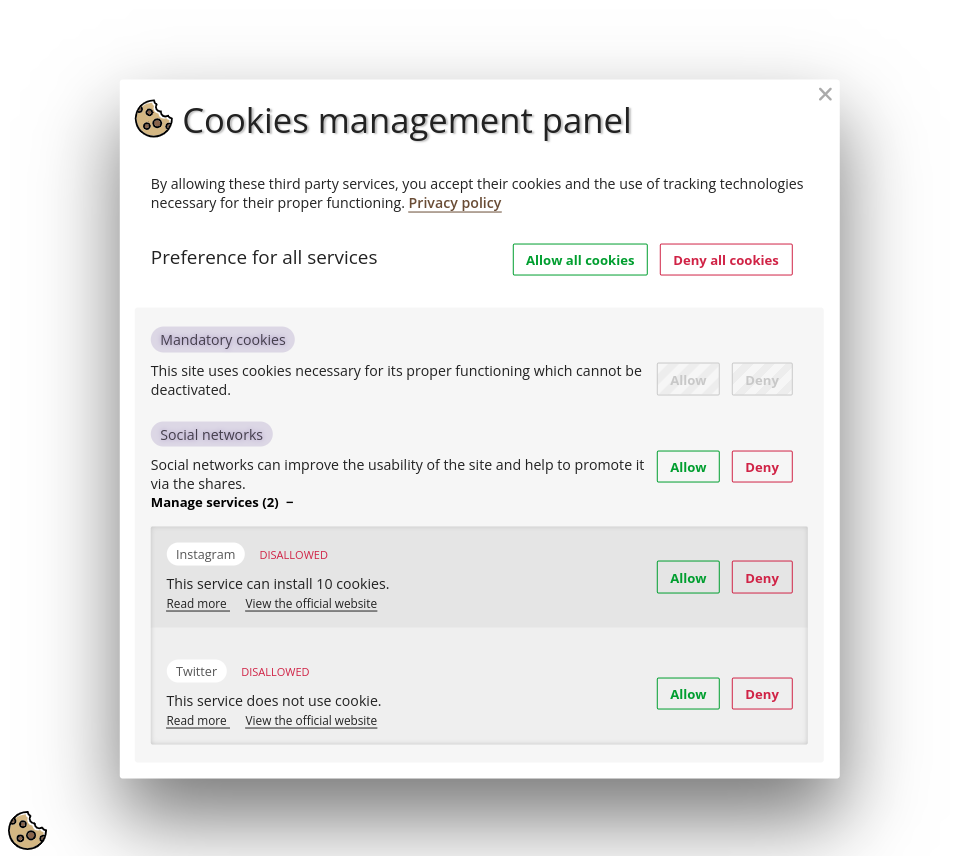 Cookies management panel
By allowing these third party services, you accept their cookies and the use of tracking technologies
necessary for their proper functioning. Privacy policy
Preference for all services
Allow all cookies
Deny all cookies
Mandatory cookies
This site uses cookies necessary for its proper functioning which cannot be
deactivated.
Allow
Deny
Social networks
Social networks can improve the usability of the site and help to promote it
via the shares.
Allow
Deny
Manage services (2) −
Instagram DISALLOWED
This service can install 10 cookies.
Read more View the official website
Allow
Deny
Twitter DISALLOWED
This service does not use cookie.
Read more View the official website
Allow
Deny